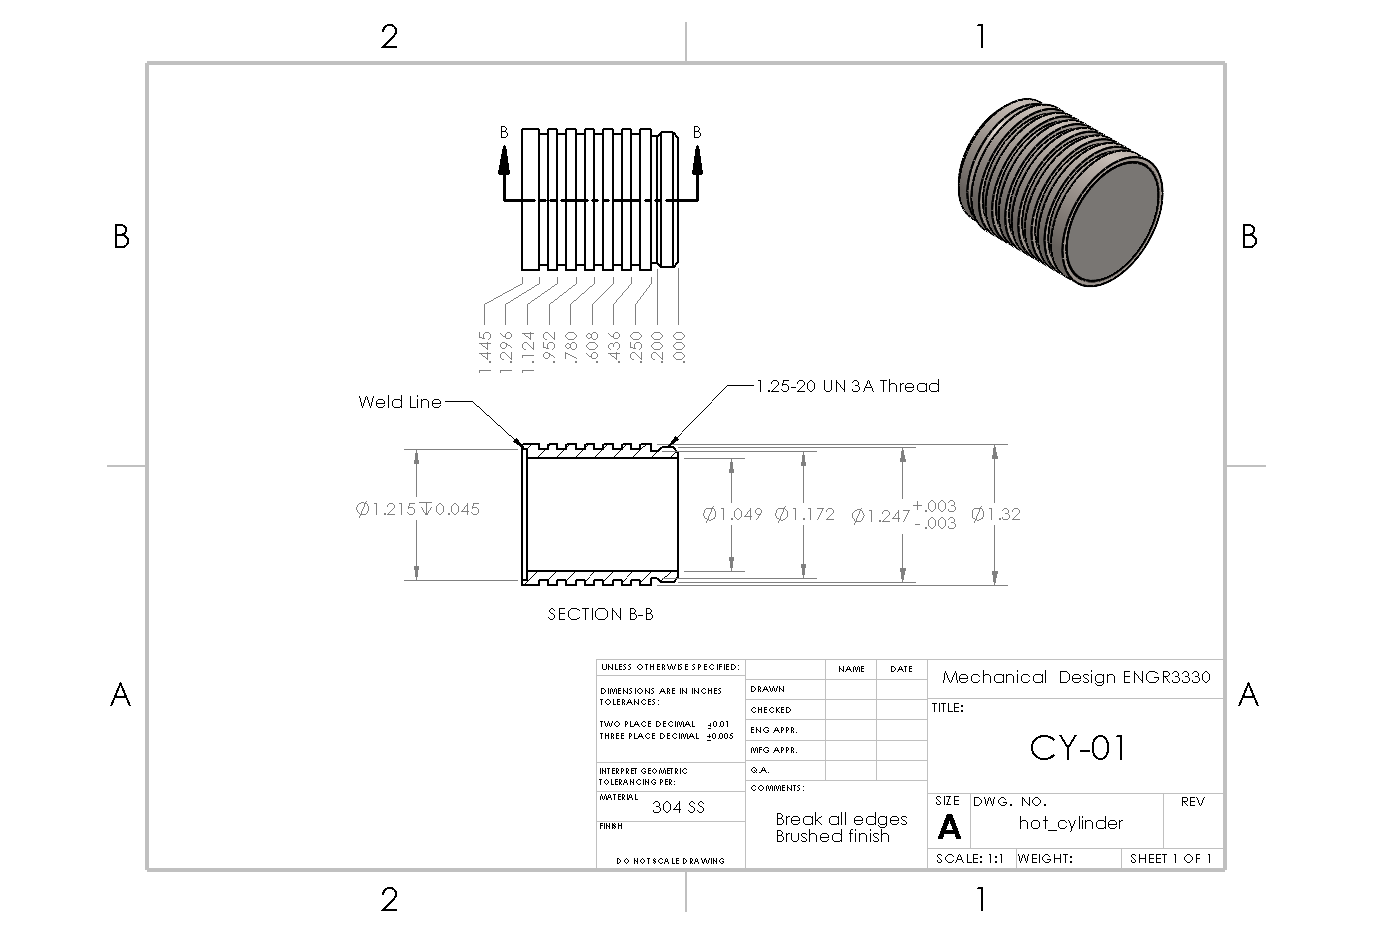 2 1
B B
B B
1.445
1.296
1.124
.952
.780
.608
.436
.250
.200
.000
Weld Line
1.25-20 UN 3A Thread
∅1.215↧0.045
∅1.049
∅1.172
∅1.247 +.003 -.003
∅1.32
SECTION B-B
A A
UNLESS OTHERWISE SPECIFIED:
DIMENSIONS ARE IN INCHES
TOLERANCES:
TWO PLACE DECIMAL ±0.01
THREE PLACE DECIMAL ±0.005
INTERPRET GEOMETRIC
TOLERANCING PER:
MATERIAL
304 SS
FINISH
DO NOT SCALE DRAWING
NAME DATE
DRAWN
CHECKED
ENG APPR.
MFG APPR.
Q.A.
COMMENTS:
Break all edges
Brushed finish
Mechanical Design ENGR3330
TITLE:
CY-01
SIZE DWG. NO. REV
A hot_cylinder
SCALE: 1:1 WEIGHT: SHEET 1 OF 1
2 1